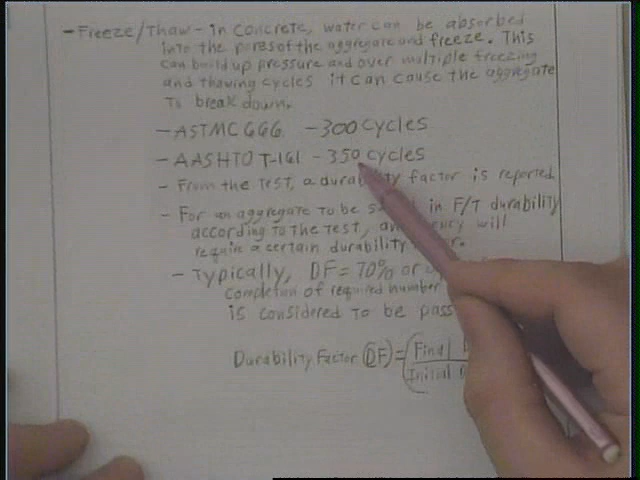 - Freeze/Thaw - in concrete, water can be absorbed
into the pores of the aggregate and freeze. This
can build up pressure and over multiple freezing
and thawing cycles it can cause the aggregate
to break down.
- ASTM C 666 - 300 cycles
- AASHTO T-161 - 350 cycles
- From the test, a durability factor is reported
- For an aggregate to be in F/T durability
according to the test, an will
require a certain durability
- Typically, DF = 70% or
completion of required number
is considered to be pass
Durability Factor (DF) = (Final
Initial